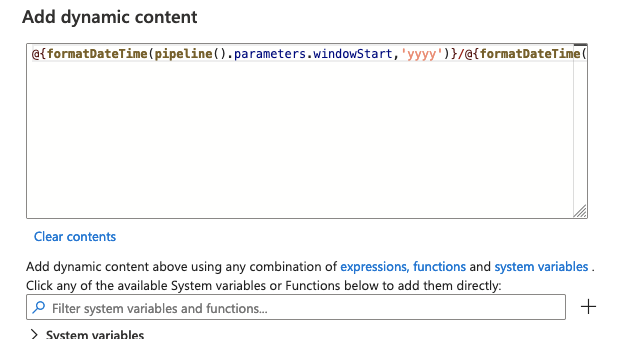 Add dynamic content
@{formatDateTime(pipeline().parameters.windowStart,'yyyy')}/@{formatDateTime(
Clear contents
Add dynamic content above using any combination of expressions, functions and system variables .
Click any of the available System variables or Functions below to add them directly:
Filter system variables and functions...
System variables